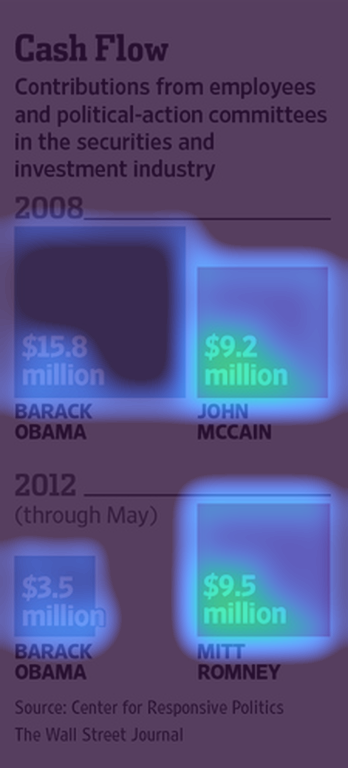 Cash Flow
Contributions from employees
and political-action committees
in the securities and
investment industry
2008
$15.8
million
BARACK
OBAMA
$9.2
million
JOHN
MCCAIN
2012
(through May)
$3.5
million
BARACK
OBAMA
$9.5
million
MITT
ROMNEY
Source: Center for Responsive Politics
The Wall Street Journal